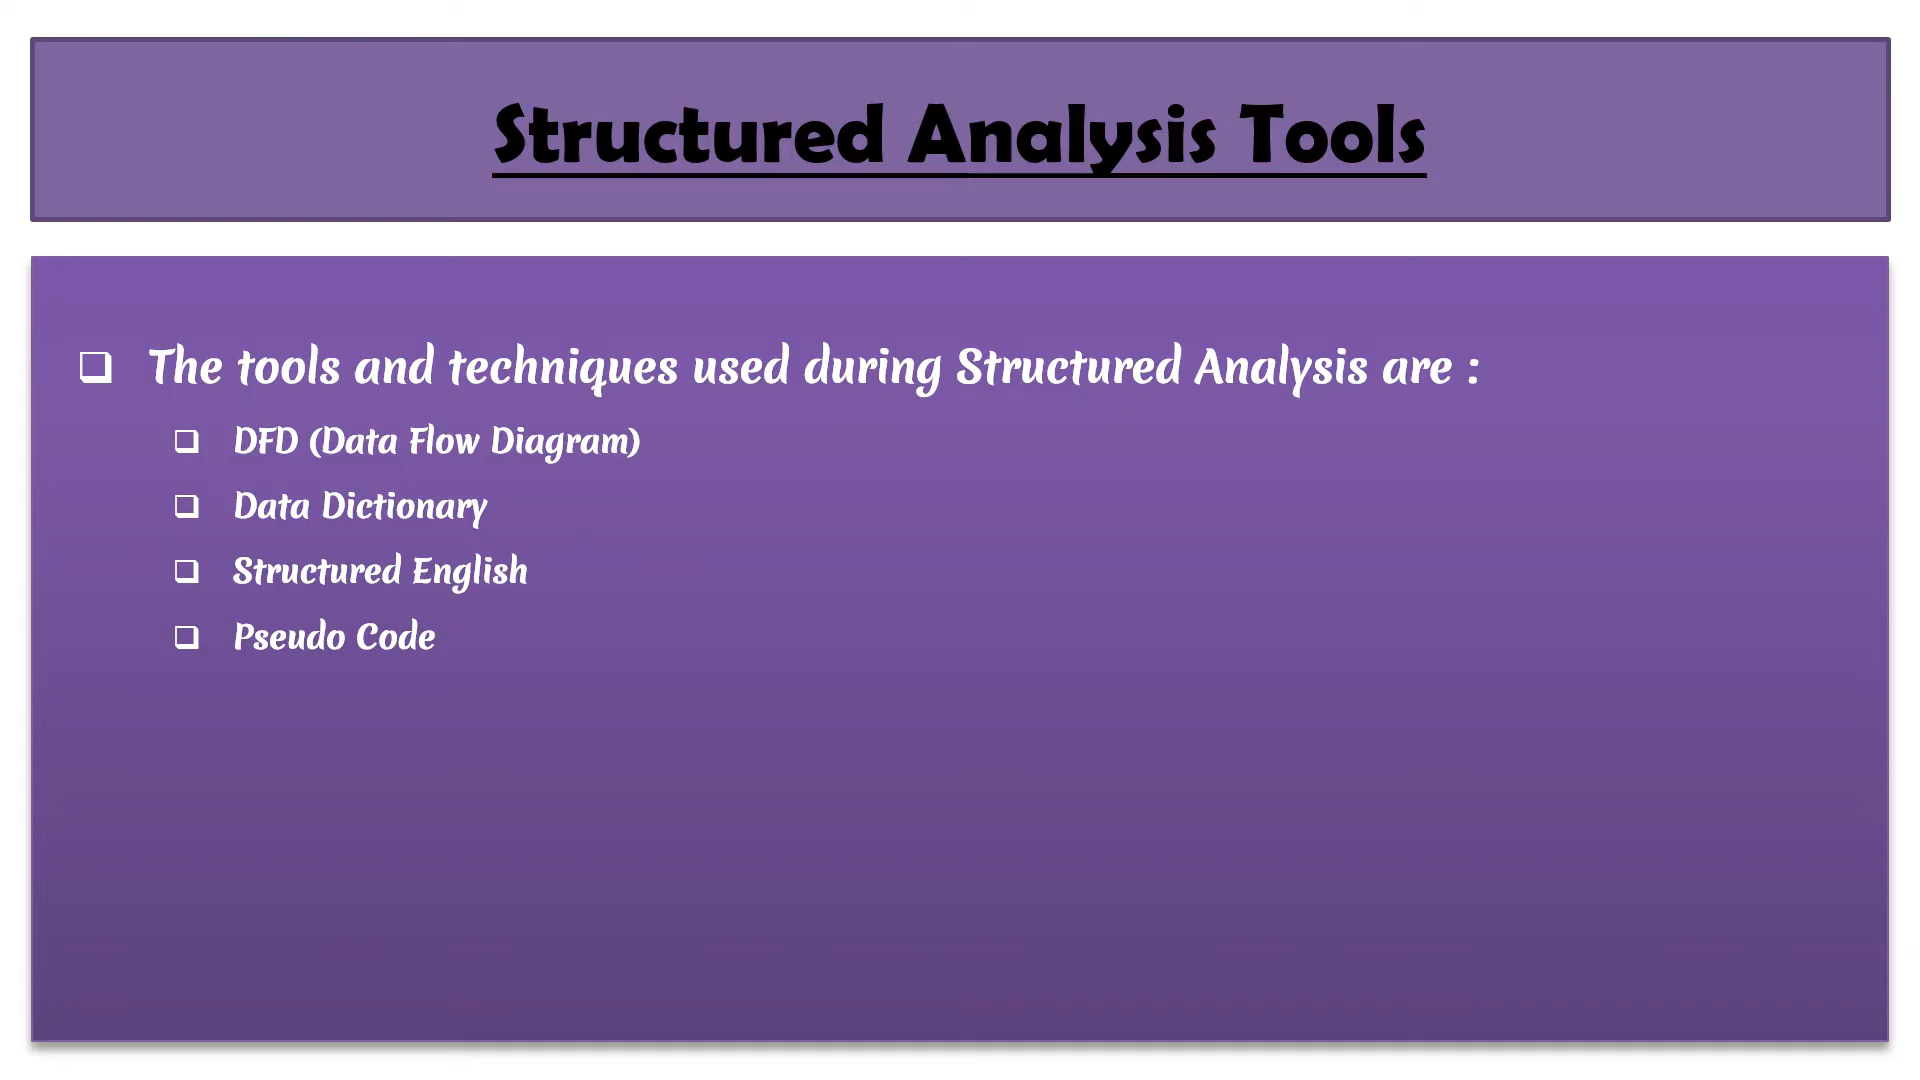 Structured Analysis Tools
❑ The tools and techniques used during Structured Analysis are :
❑ DFD (Data Flow Diagram)
❑ Data Dictionary
❑ Structured English
❑ Pseudo Code